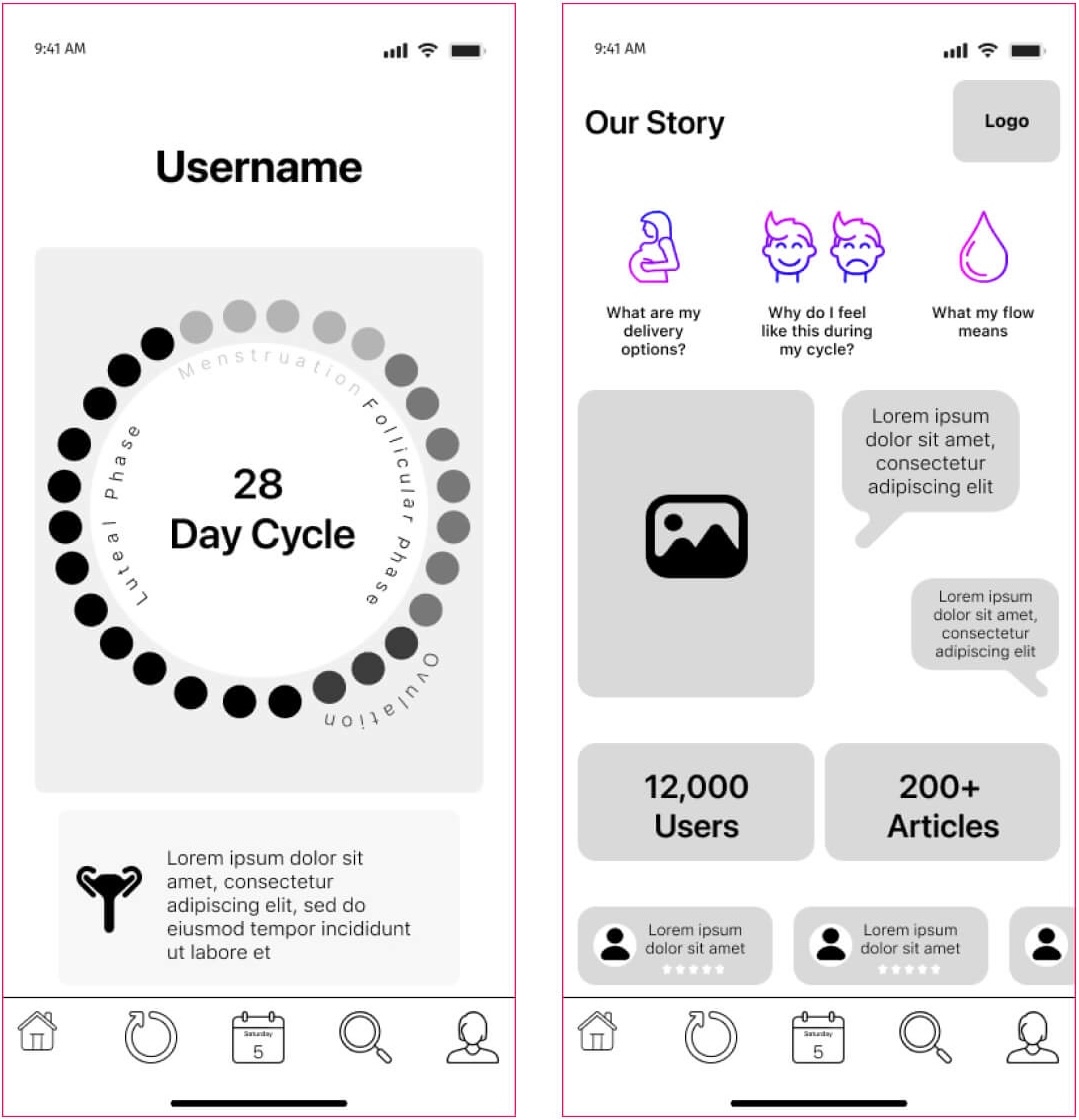 9:41 AM
Username
Menstruation
Follicular phase
Ovulation
Luteal Phase
28
Day Cycle
Lorem ipsum dolor sit
amet, consectetur
adipiscing elit, sed do
eiusmod tempor incididunt
ut labore et
Saturday
5
9:41 AM
Our Story
Logo
What are my
delivery
options?
Why do I feel
like this during
my cycle?
What my flow
means
Lorem ipsum
dolor sit amet,
consectetur
adipiscing elit
Lorem ipsum
dolor sit amet,
consectetur
adipiscing elit
12,000
Users
200+
Articles
Lorem ipsum
dolor sit amet
Lorem ipsum
dolor sit amet
Saturday
5